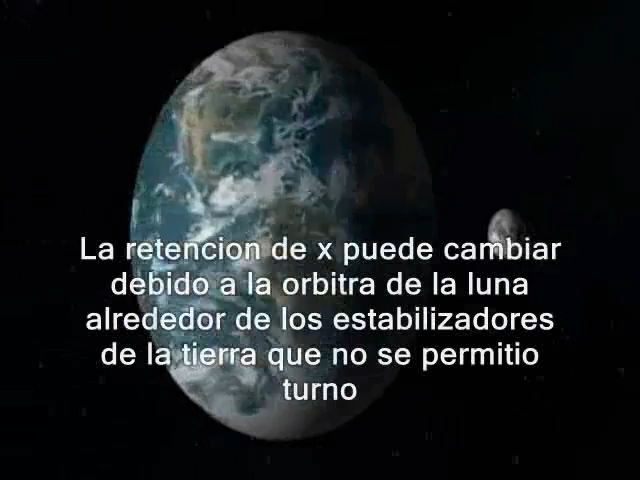 La retencion de x puede cambiar
debido a la orbitra de la luna
alrededor de los estabilizadores
de la tierra que no se permitio
turno